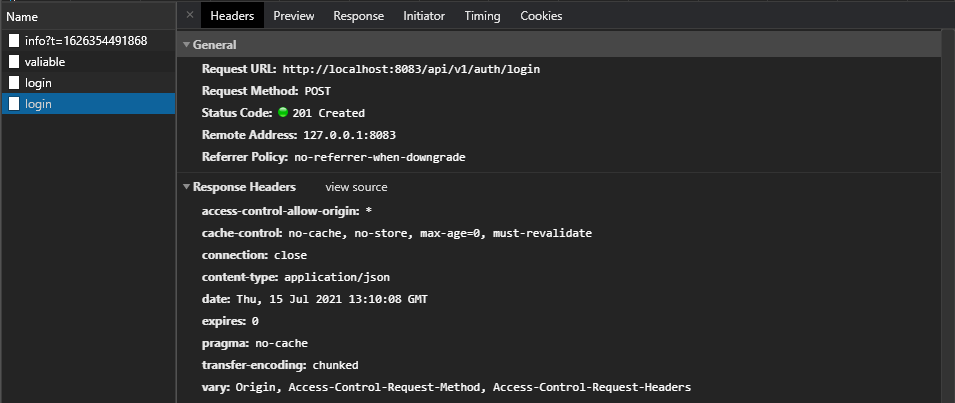 Name
info?t=1626354491868
valiable
login
login
× Headers Preview Response Initiator Timing Cookies
General
Request URL: http://localhost:8083/api/v1/auth/login
Request Method: POST
Status Code: 201 Created
Remote Address: 127.0.0.1:8083
Referrer Policy: no-referrer-when-downgrade
Response Headers view source
access-control-allow-origin: *
cache-control: no-cache, no-store, max-age=0, must-revalidate
connection: close
content-type: application/json
date: Thu, 15 Jul 2021 13:10:08 GMT
expires: 0
pragma: no-cache
transfer-encoding: chunked
vary: Origin, Access-Control-Request-Method, Access-Control-Request-Headers